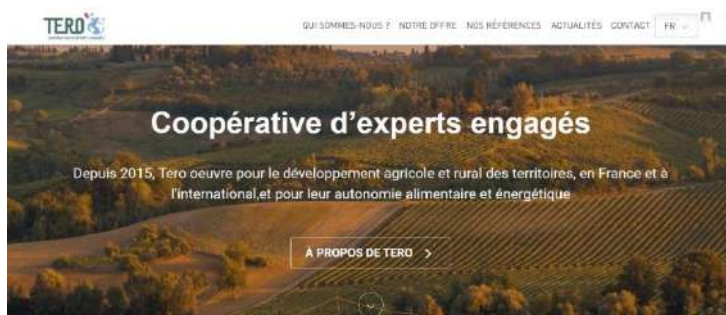 TERO
QUI SOMMES-NOUS ? NOTRE OFFRE NOS RÉFÉRENCES ACTUALITÉS CONTACT FR
Coopérative d'experts engagés
Depuis 2015, Tero oeuvre pour le développement agricole et rural des territoires, en France et à
l'international,et pour leur autonomie alimentaire et énergétique
À PROPOS DE TERO